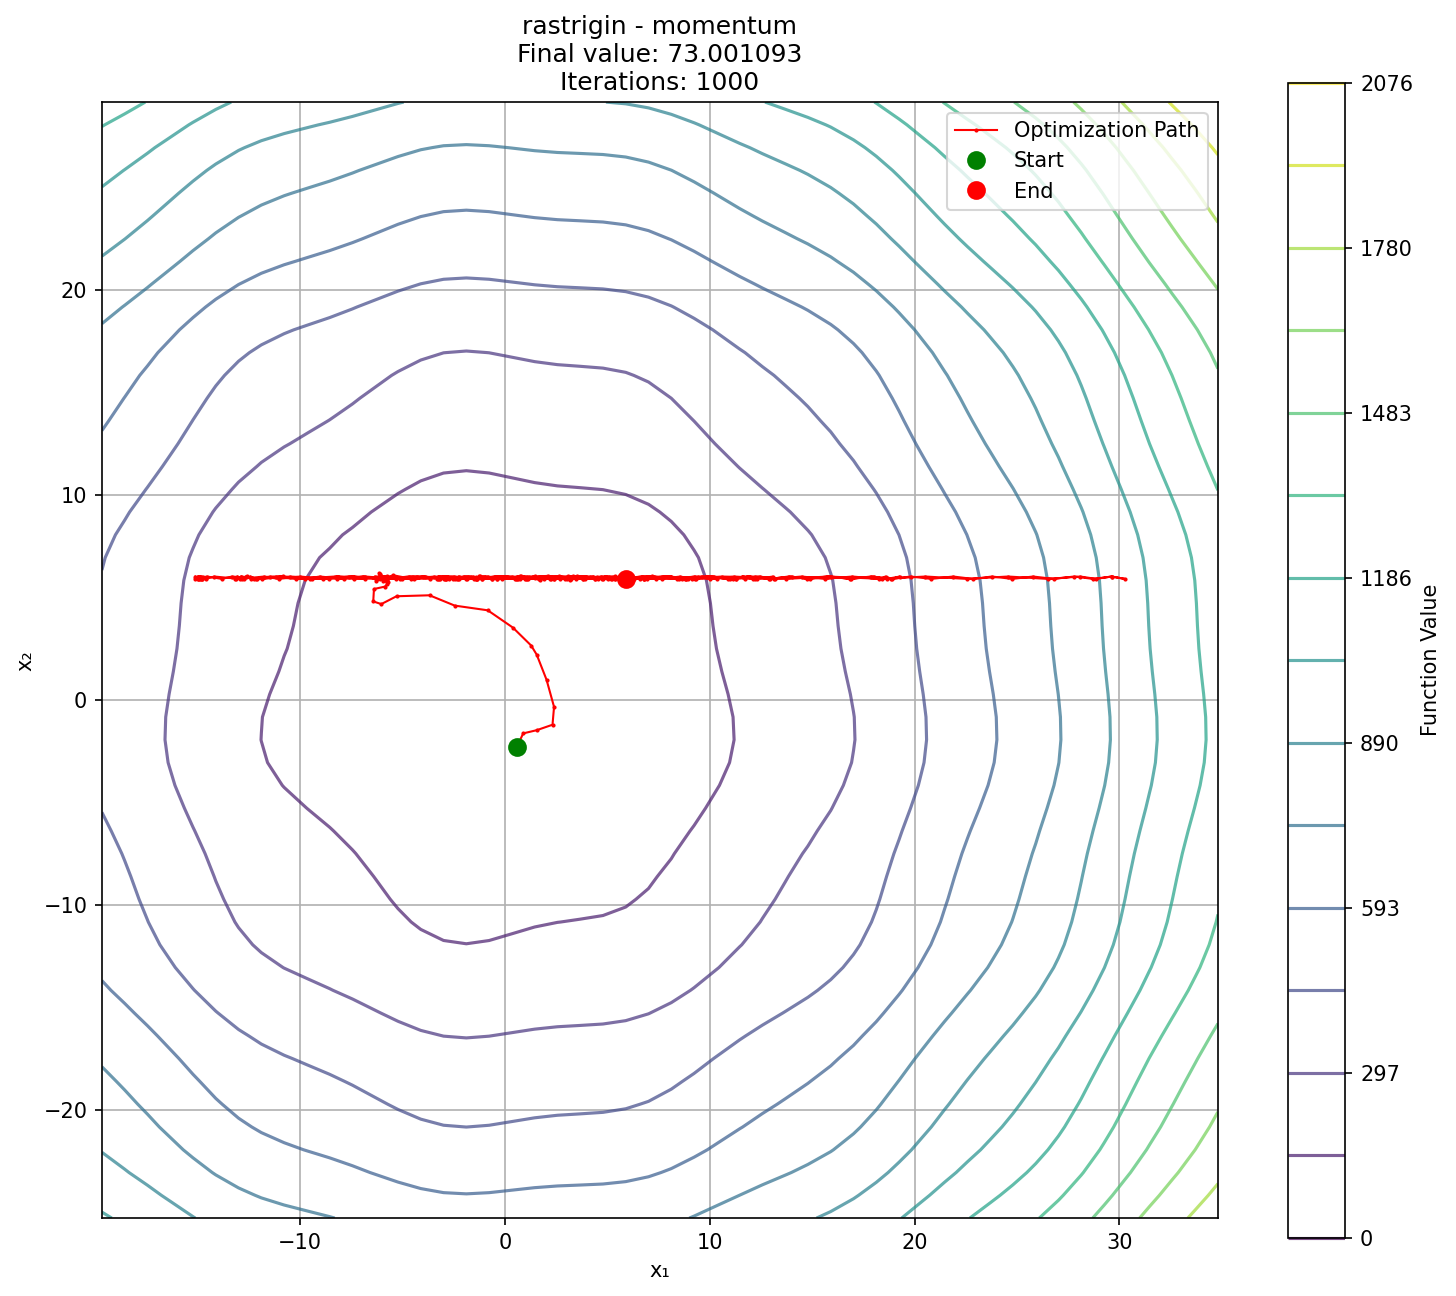 rastrigin - momentum
Final value: 73.001093
Iterations: 1000
Optimization Path
Start
End
20
10
0
−10
−20
x₂
−10
0
10
20
30
x₁
2076
1780
1483
1186
890
593
297
0
Function Value